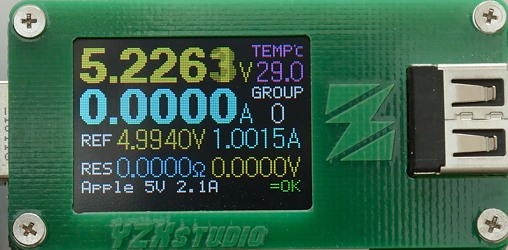 TEMP℃
5.2263V 29.0
GROUP
0.0000A 0
REF 4.9940V 1.0015A
RES 0.0000Ω 0.0000V
Apple 5V 2.1A =OK
YZXstudio